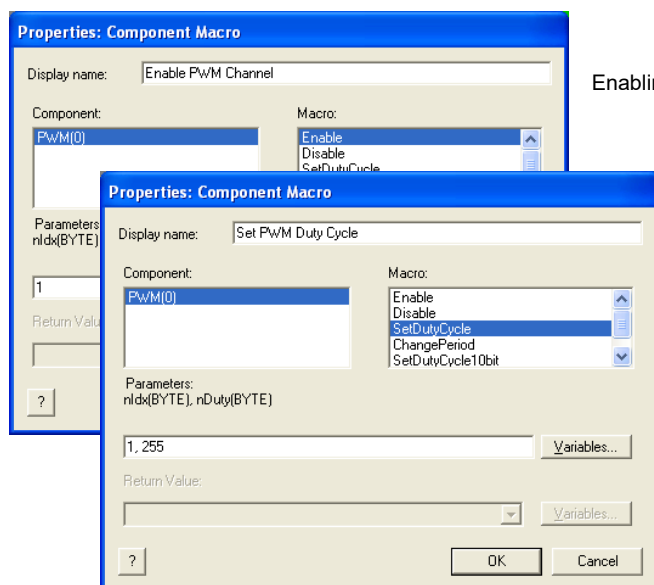 Properties: Component Macro
Display name: Enable PWM Channel
Component: Macro:
PWM(0)
Enable
Disable
SetDutyCycle
Parameters
nIdx(BYTE)
1
?
Properties: Component Macro
Display name: Set PWM Duty Cycle
Component: Macro:
PWM(0)
Enable
Disable
SetDutyCycle
ChangePeriod
SetDutyCycle10bit
Parameters:
nIdx(BYTE), nDuty(BYTE)
1, 255 Variables...
Return Value:
Variables...
? OK Cancel